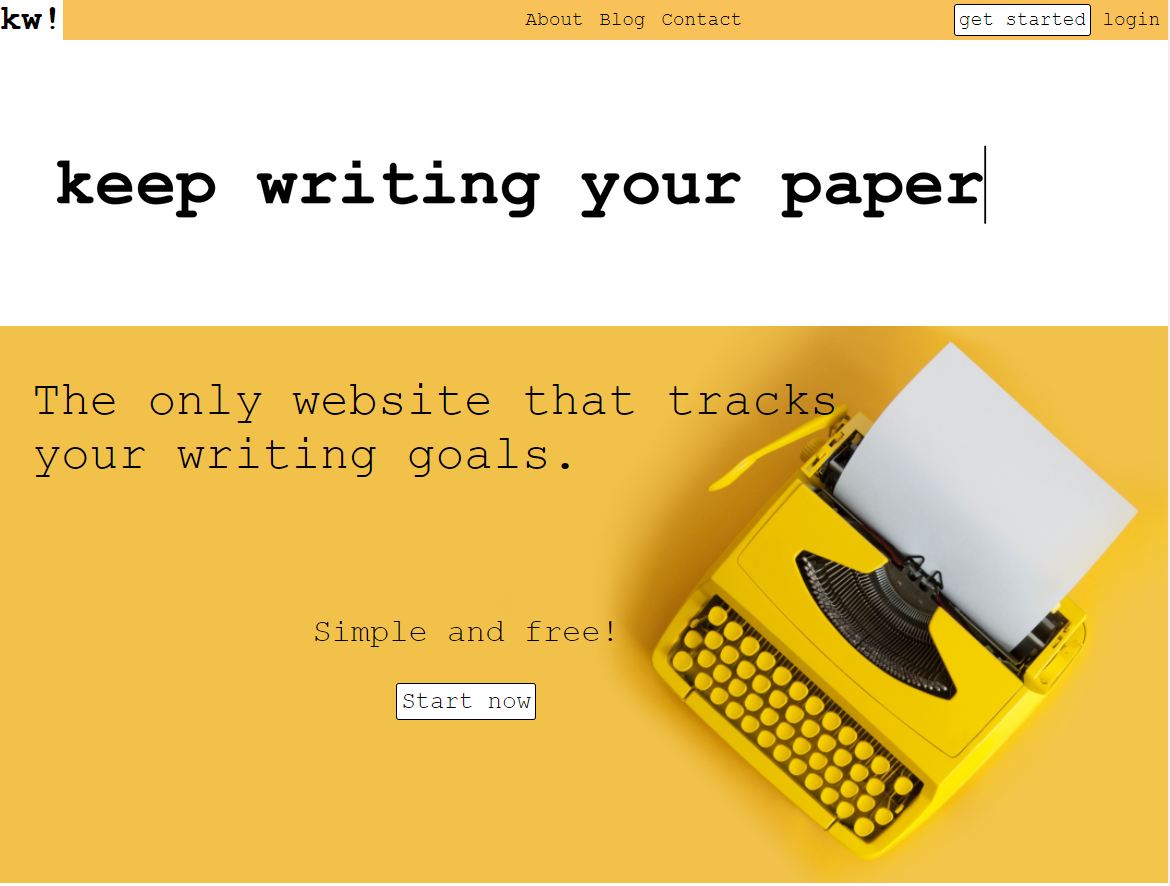 kw!
About Blog Contact
get started login
keep writing your paper
The only website that tracks
your writing goals.
Simple and free!
Start now